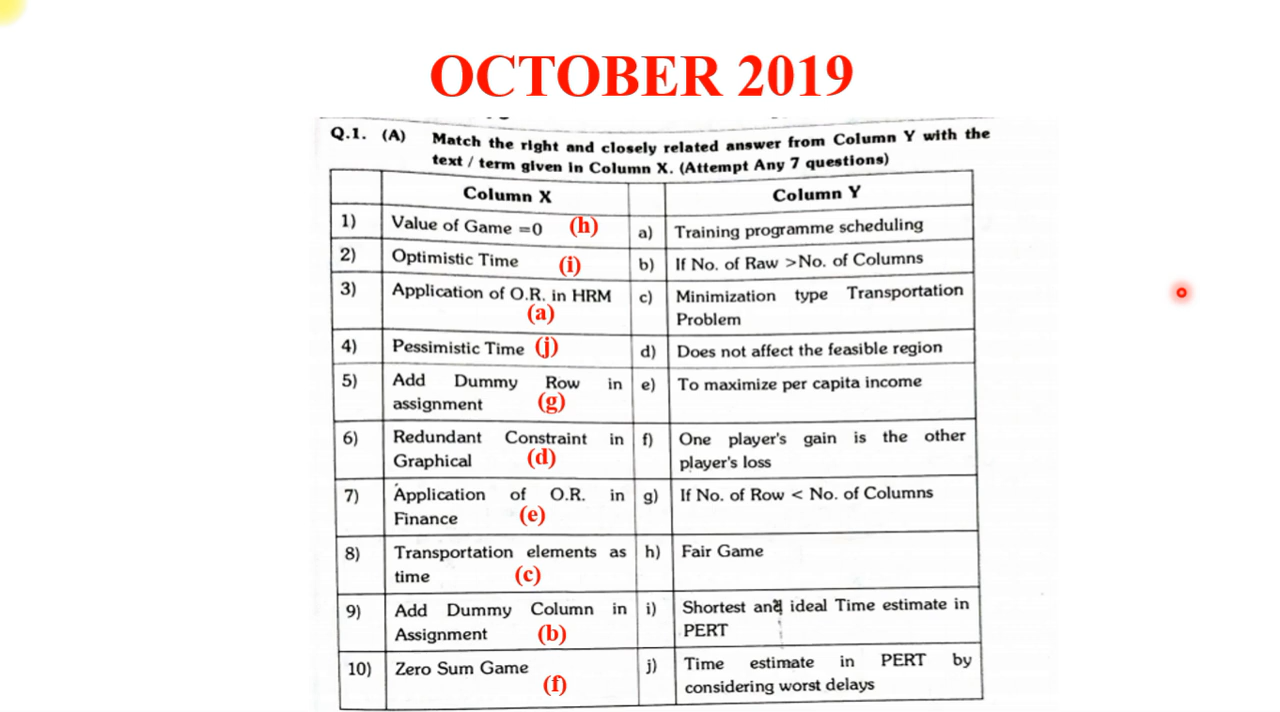 OCTOBER 2019
Q.1. (A) Match the right and closely related answer from Column Y with the
text / term given in Column X. (Attempt Any 7 questions)
Column X Column Y
1) Value of Game =0 (h) a) Training programme scheduling
2) Optimistic Time (i) b) If No. of Raw >No. of Columns
3) Application of O.R. in HRM (a) c) Minimization type Transportation
Problem
4) Pessimistic Time (j) d) Does not affect the feasible region
5) Add Dummy Row in e) To maximize per capita income
assignment (g)
6) Redundant Constraint in f) One player's gain is the other
Graphical (d) player's loss
7) Application of O.R. in g) If No. of Row < No. of Columns
Finance (e)
8) Transportation elements as h) Fair Game
time (c)
9) Add Dummy Column in i) Shortest and ideal Time estimate in
Assignment (b) PERT
10) Zero Sum Game (f) j) Time estimate in PERT by
considering worst delays